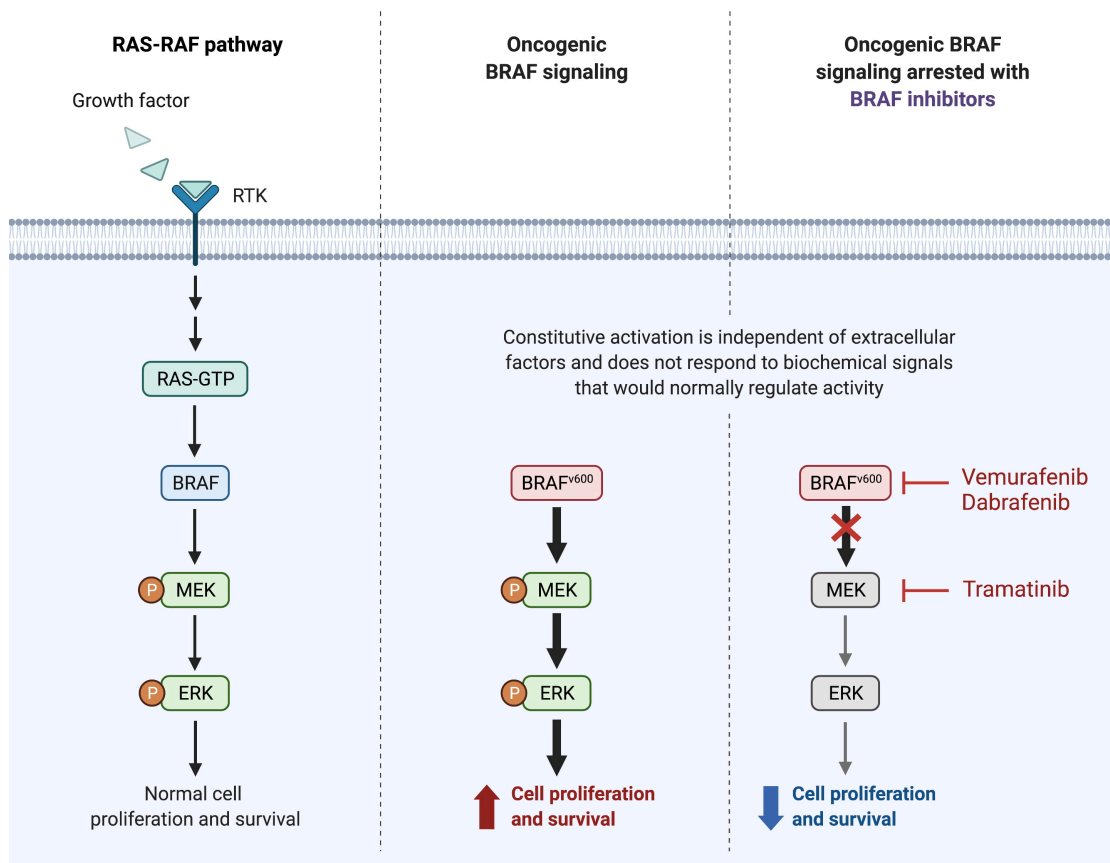 RAS-RAF pathway
Growth factor
RTK
RAS-GTP
BRAF
P MEK
P ERK
Normal cell
proliferation and survival
Oncogenic
BRAF signaling
Oncogenic BRAF
signaling arrested with
BRAF inhibitors
Constitutive activation is independent of extracellular
factors and does not respond to biochemical signals
that would normally regulate activity
BRAFv600
P MEK
P ERK
Cell proliferation
and survival
BRAFv600
Vemurafenib
Dabrafenib
MEK
Tramatinib
ERK
Cell proliferation
and survival